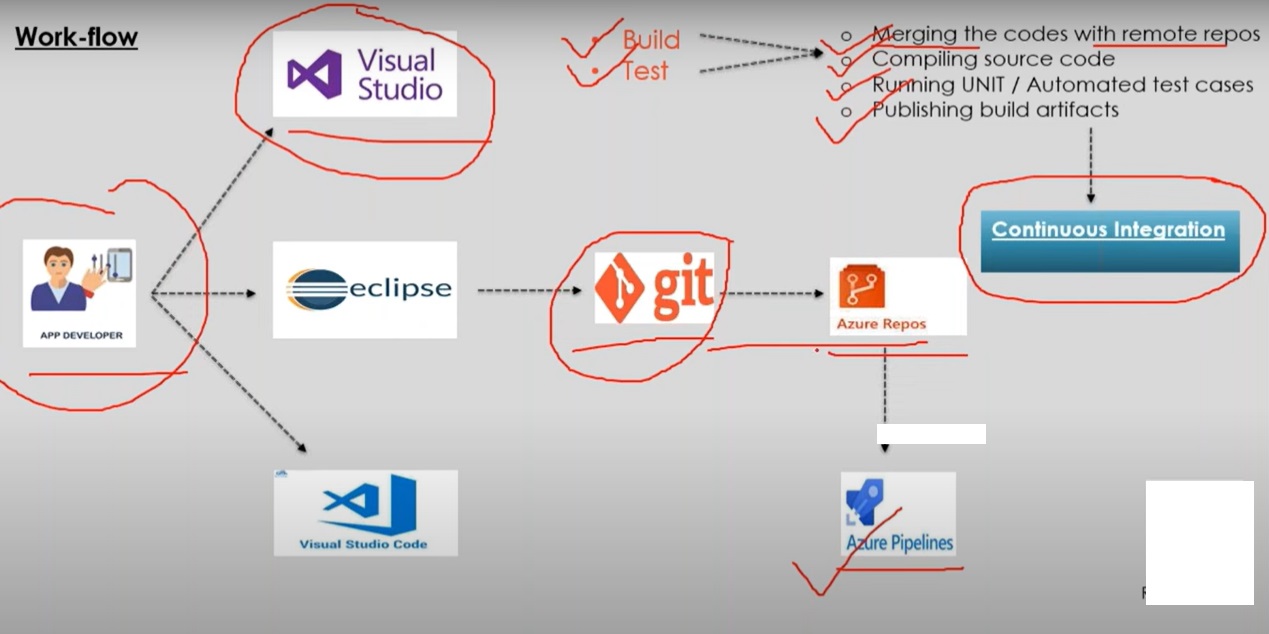 Work-flow
Visual
Studio
• Build
• Test
o Merging the codes with remote repos
o Compiling source code
o Running UNIT / Automated test cases
o Publishing build artifacts
Continuous Integration
APP DEVELOPER
eclipse
git
Azure Repos
Visual Studio Code
Azure Pipelines